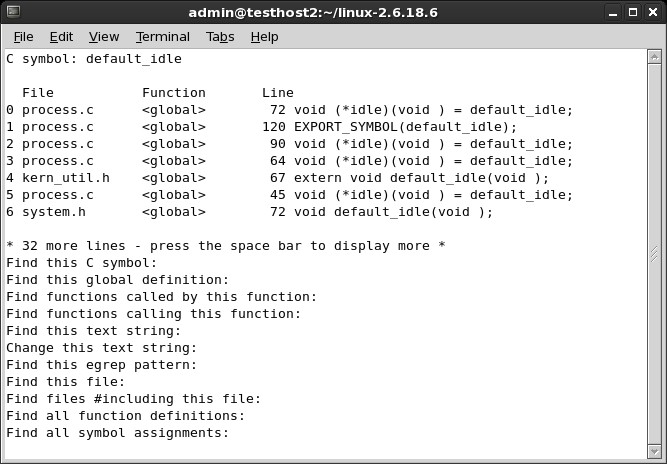 admin@testhost2:~/linux-2.6.18.6
File Edit View Terminal Tabs Help
C symbol: default_idle
File Function Line
0 process.c <global> 72 void (*idle)(void ) = default_idle;
1 process.c <global> 120 EXPORT_SYMBOL(default_idle);
2 process.c <global> 90 void (*idle)(void ) = default_idle;
3 process.c <global> 64 void (*idle)(void ) = default_idle;
4 kern_util.h <global> 67 extern void default_idle(void );
5 process.c <global> 45 void (*idle)(void ) = default_idle;
6 system.h <global> 72 void default_idle(void );
* 32 more lines - press the space bar to display more *
Find this C symbol:
Find this global definition:
Find functions called by this function:
Find functions calling this function:
Find this text string:
Change this text string:
Find this egrep pattern:
Find this file:
Find files #including this file:
Find all function definitions:
Find all symbol assignments: